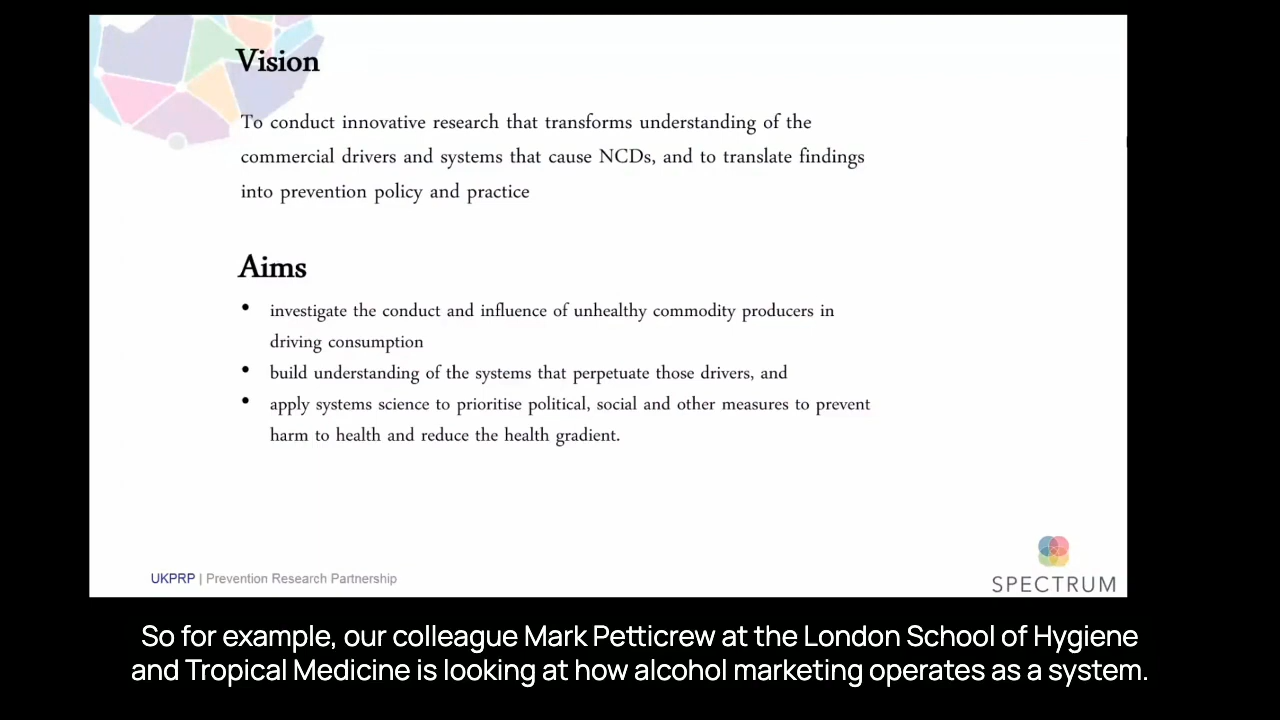 Vision
To conduct innovative research that transforms understanding of the
commercial drivers and systems that cause NCDs, and to translate findings
into prevention policy and practice
Aims
• investigate the conduct and influence of unhealthy commodity producers in
driving consumption
• build understanding of the systems that perpetuate those drivers, and
• apply systems science to prioritise political, social and other measures to prevent
harm to health and reduce the health gradient.
UKPRP | Prevention Research Partnership
SPECTRUM
So for example, our colleague Mark Petticrew at the London School of Hygiene
and Tropical Medicine is looking at how alcohol marketing operates as a system.